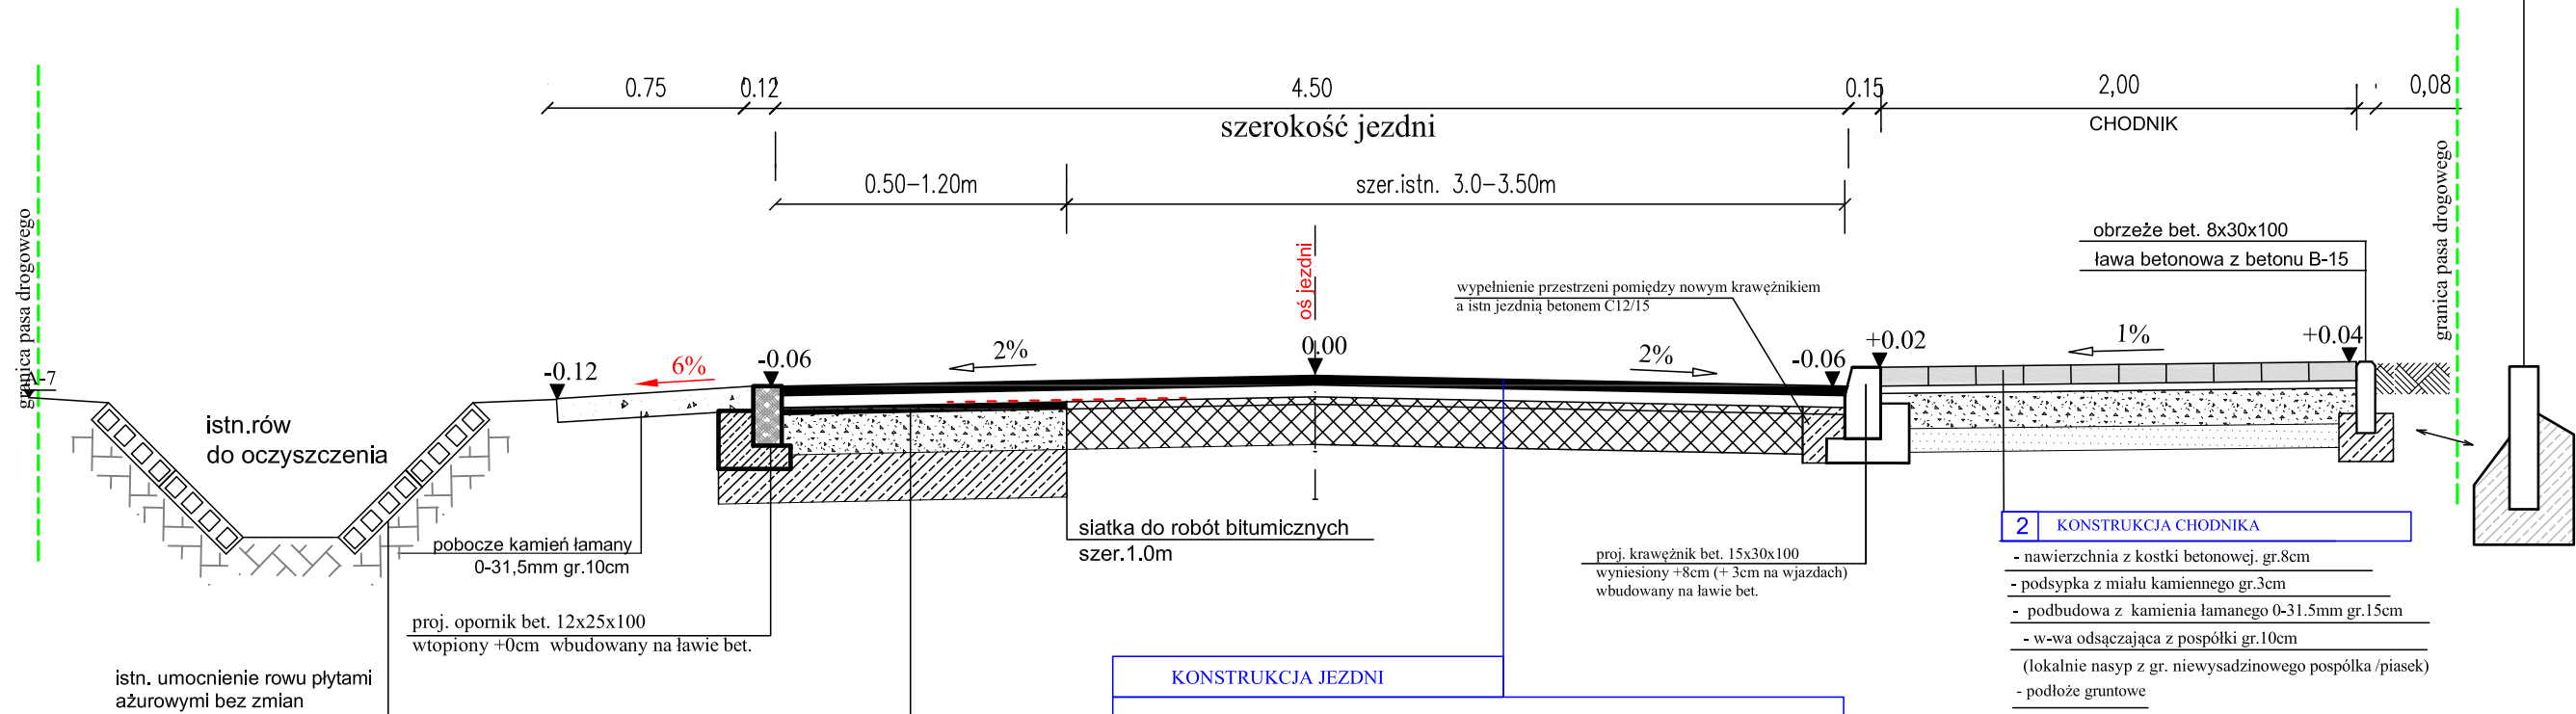 0.75
0.12
4.50
0.15
2,00
0,08
szerokość jezdni
CHODNIK
0.50-1.20m
szer.istn. 3.0-3.50m
granica pasa drogowego
granica pasa drogowego
oś jezdni
obrzeże bet. 8x30x100
ława betonowa z betonu B-15
wypełnienie przestrzeni pomiędzy nowym krawężnikiem
a istn jezdnią betonem C12/15
-0.12
6%
-0.06
2%
0.00
2%
-0.06
+0.02
1%
+0.04
istn.rów
do oczyszczenia
pobocze kamień łamany
0-31,5mm gr.10cm
siatka do robót bitumicznych
szer.1.0m
proj. krawężnik bet. 15x30x100
wyniesiony +8cm (+ 3cm na wjazdach)
wbudowany na ławie bet.
2 KONSTRUKCJA CHODNIKA
- nawierzchnia z kostki betonowej. gr.8cm
- podsypka z miału kamiennego gr.3cm
- podbudowa z kamienia łamanego 0-31.5mm gr.15cm
- w-wa odsączająca z pospółki gr.10cm
(lokalnie nasyp z gr. niewysadzinowego pospólka /piasek)
- podłoże gruntowe
proj. opornik bet. 12x25x100
wtopiony +0cm wbudowany na ławie bet.
istn. umocnienie rowu płytami
ażurowymi bez zmian
KONSTRUKCJA JEZDNI